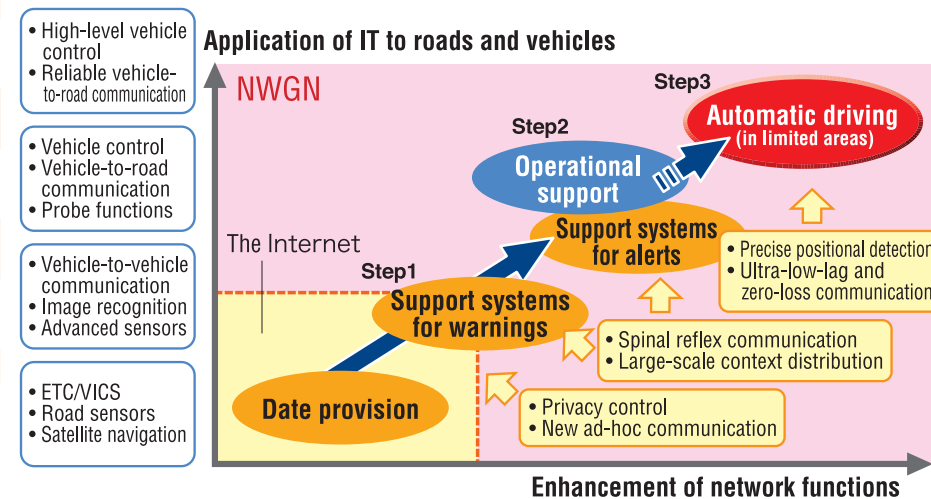 • High-level vehicle
control
• Reliable vehicle-
to-road communication
• Vehicle control
• Vehicle-to-road
communication
• Probe functions
• Vehicle-to-vehicle
communication
• Image recognition
• Advanced sensors
• ETC/VICS
• Road sensors
• Satellite navigation
Application of IT to roads and vehicles
NWGN
Step3
Automatic driving
(in limited areas)
Step2
Operational
support
Support systems
for alerts
The Internet
Step1
Support systems
for warnings
Date provision
• Precise positional detection
• Ultra-low-lag and
zero-loss communication
• Spinal reflex communication
• Large-scale context distribution
• Privacy control
• New ad-hoc communication
Enhancement of network functions